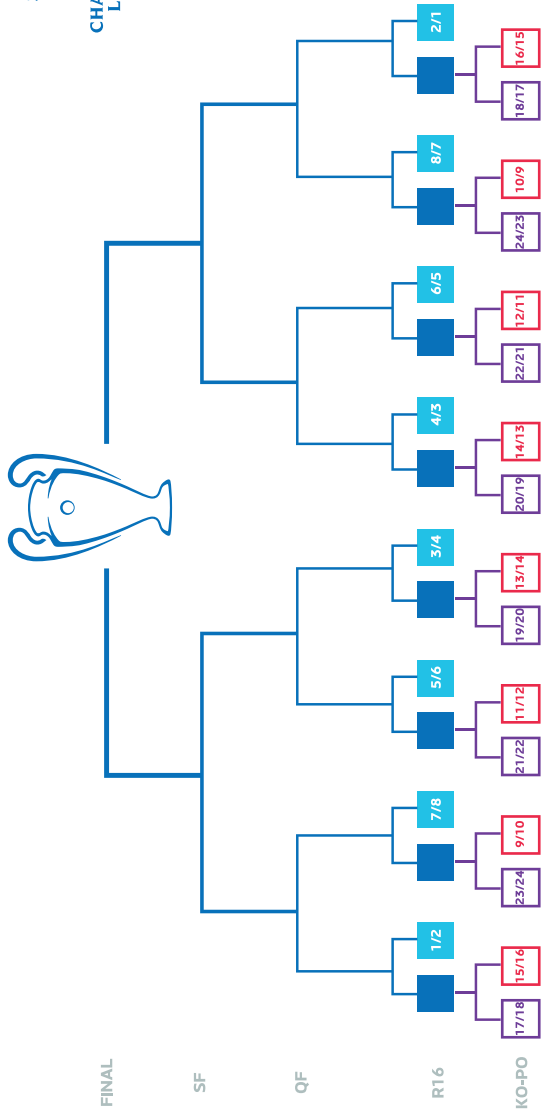 CHA
L
FINAL
SF
QF
R16 1/2 7/8 5/6 3/4 4/3 6/5 8/7 2/1
KO-PO 17/18 15/16 23/24 9/10 21/22 11/12 19/20 13/14 20/19 14/13 22/21 12/11 24/23 10/9 18/17 16/15